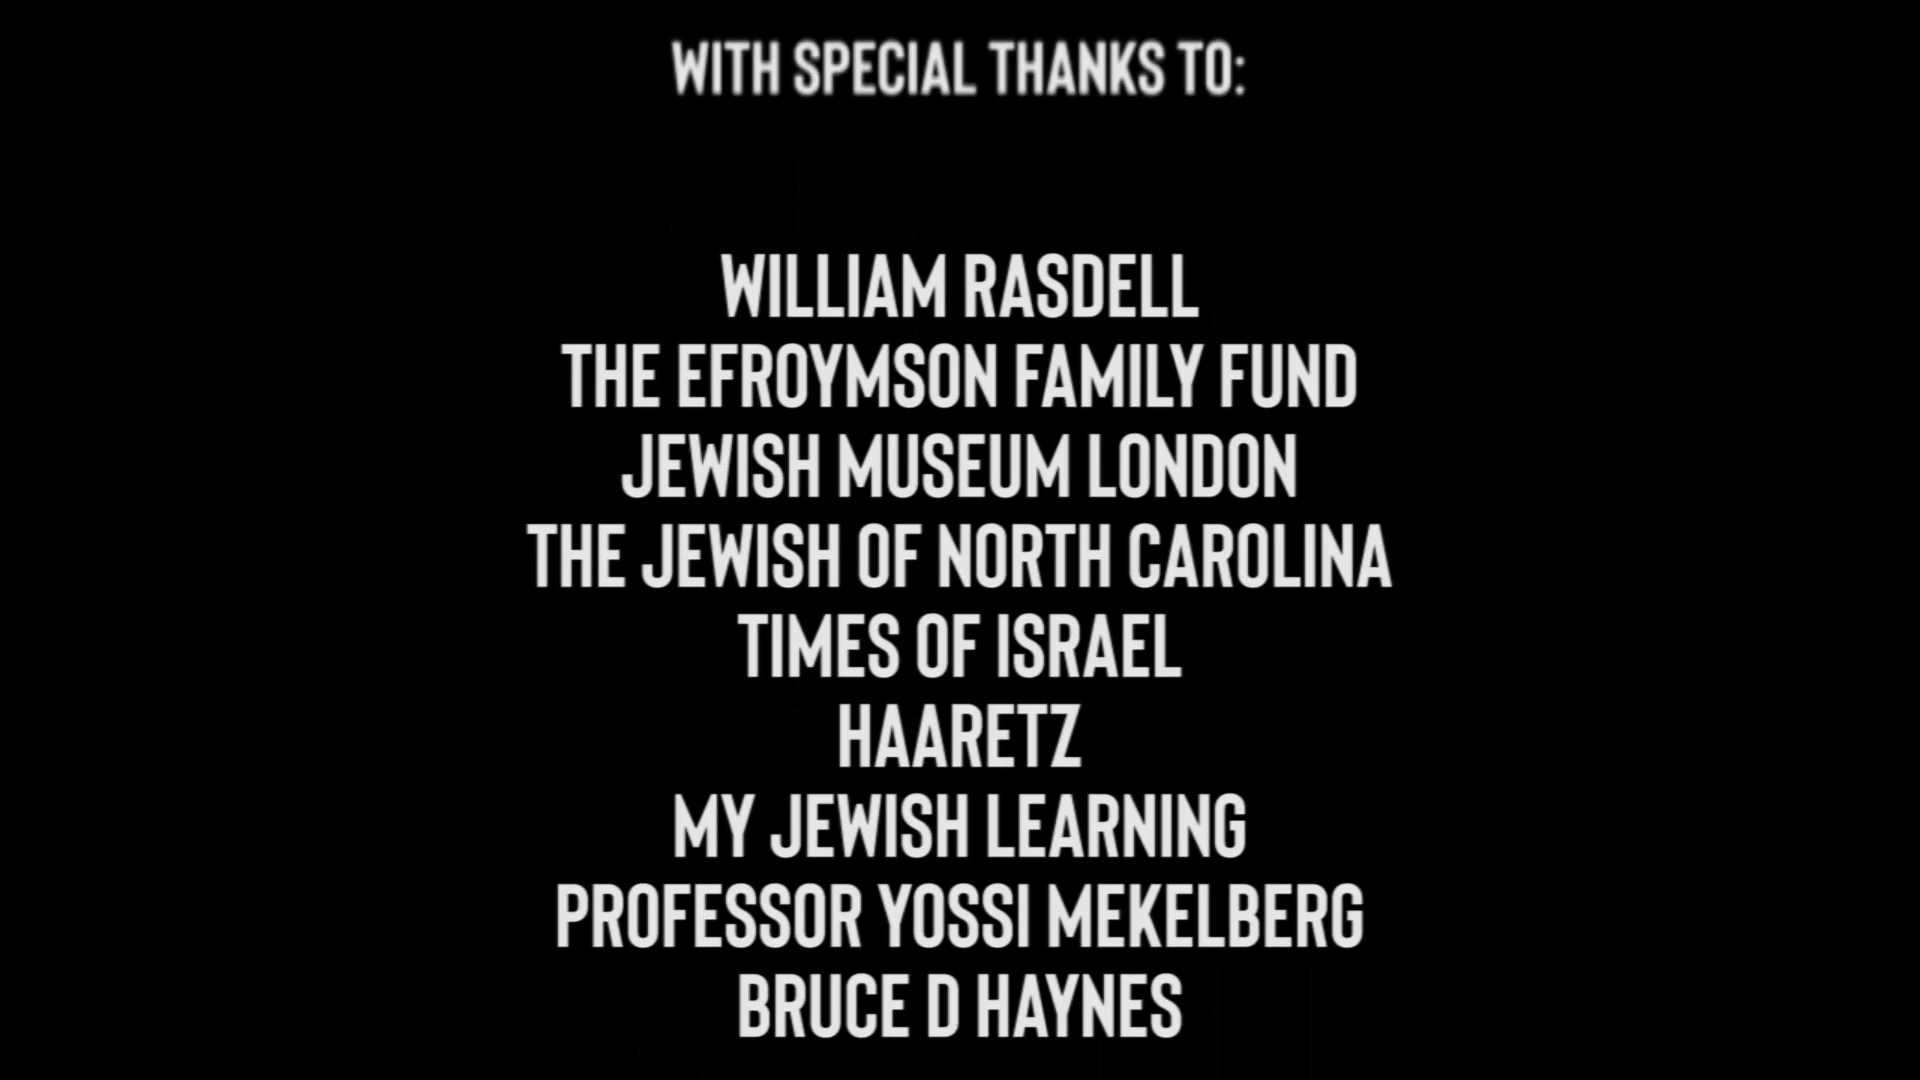 WITH SPECIAL THANKS TO:
WILLIAM RASDELL
THE EFROYMSON FAMILY FUND
JEWISH MUSEUM LONDON
THE JEWISH OF NORTH CAROLINA
TIMES OF ISRAEL
HAARETZ
MY JEWISH LEARNING
PROFESSOR YOSSI MEKELBERG
BRUCE D HAYNES